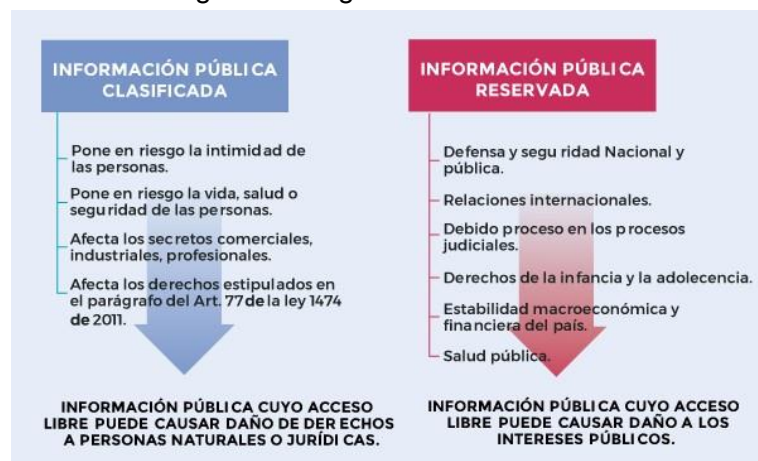 INFORMACIÓN PÚBLICA
CLASIFICADA
Pone en riesgo la intimidad de
las personas.
Pone en riesgo la vida, salud o
seguridad de las personas.
Afecta los secretos comerciales,
industriales, profesionales.
Afecta los derechos estipulados en
el parágrafo del Art. 77 de la ley 1474
de 2011.
INFORMACIÓN PÚBLICA CUYO ACCESO
LIBRE PUEDE CAUSAR DAÑO DE DERECHOS
A PERSONAS NATURALES O JURÍDICAS.
INFORMACIÓN PÚBLICA
RESERVADA
Defensa y seguridad Nacional y
pública.
Relaciones internacionales.
Debido proceso en los procesos
judiciales.
Derechos de la infancia y la adolecencia.
Estabilidad macroeconómica y
financiera del país.
Salud pública.
INFORMACIÓN PÚBLICA CUYO ACCESO
LIBRE PUEDE CAUSAR DAÑO A LOS
INTERESES PÚBLICOS.